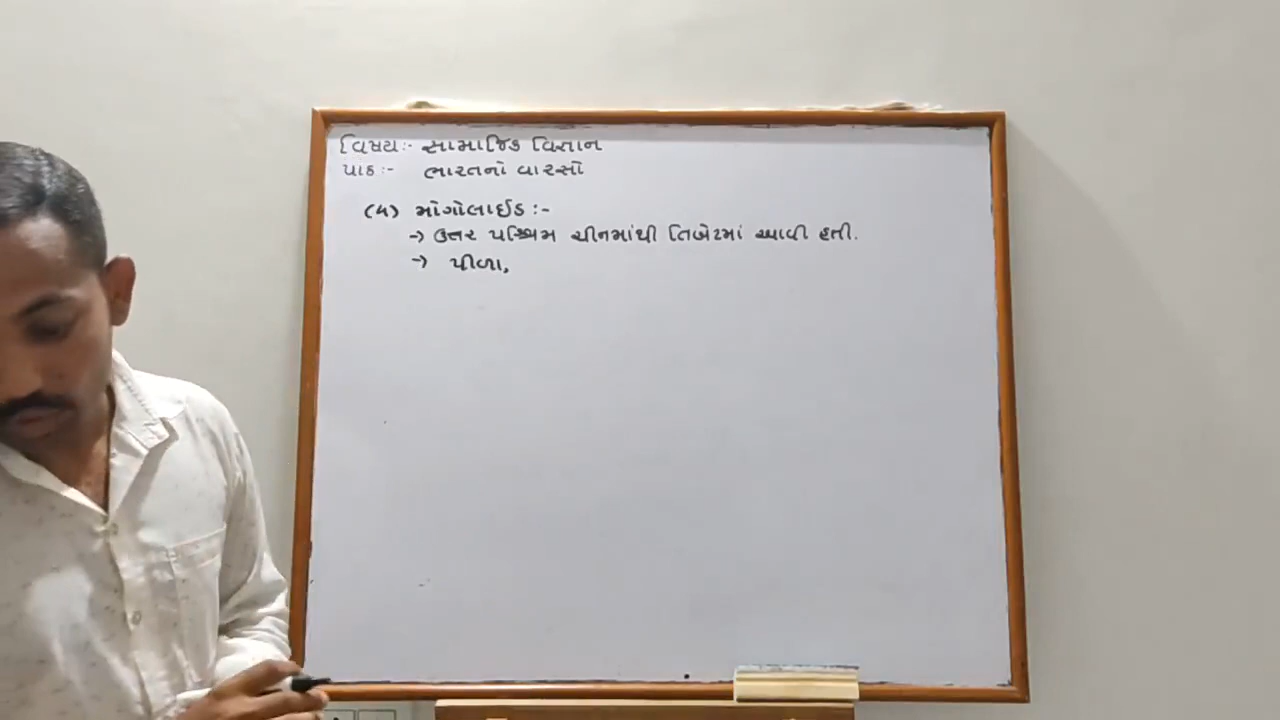 વિષય:- સામાજિક વિજ્ઞાન
પાઠ:- ભારતનો વારસો
(૫) મોંગોલાઈડ :-
→ ઉત્તર પશ્ચિમ ચીનમાંથી તિબેટમાં આવી હતી.
→ પીળા,